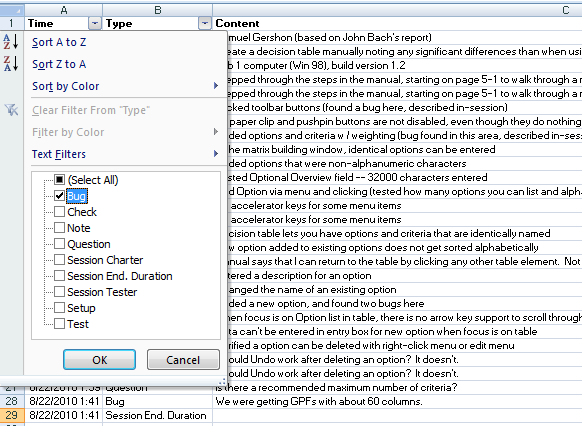 A B C
1 Time Type Content
Sort A to Z
Sort Z to A
Sort by Color
Clear Filter From "Type"
Filter by Color
Text Filters
(Select All)
Bug
Check
Note
Question
Session Charter
Session End. Duration
Session Tester
Setup
Test
OK Cancel
muel Gershon (based on John Bach's report)
eate a decision table manually noting any significant differences than when usi
b 1 computer (Win 98), build version 1.2
epped through the steps in the manual, starting on page 5-1 to walk through a r
epped through the steps in the manual, starting on page 5-1 to walk through a r
cked toolbar buttons (found a bug here, described in-session)
paper clip and pushpin buttons are not disabled, even though they do nothing
ded options and criteria w / weighting (bug found in this area, described in-sess
the matrix building window, identical options can be entered
ded options that were non-alphanumeric characters
sted Optional Overview field -- 32000 characters entered
d Option via menu and clicking (tested how many options you can list and alpha
accelerator keys for some menu items
accelerator keys for some menu items
cision table lets you have options and criteria that are identically named
w option added to existing options does not get sorted alphabetically
anual says that I can return to the table by clicking any other table element. Not
tered a description for an option
anged the name of an existing option
ded a new option, and found two bugs here
hen focus is on Option list in table, there is no arrow key support to scroll through
ta can't be entered in entry box for new option when focus is on table
rified a option can be deleted with right-click menu or edit menu
ould Undo work after deleting an option? It doesn't.
ould Undo work after deleting an option? It doesn't.
27 8/22/2010 1:39 Question Is there a recommended maximum number of criteria?
28 8/22/2010 1:41 Bug We were getting GPFs with about 60 columns.
29 8/22/2010 1:41 Session End. Duration